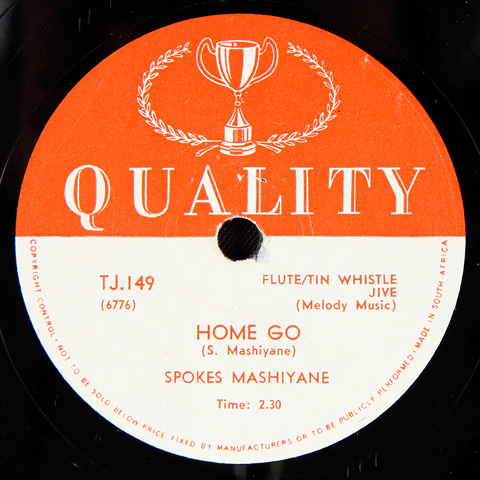 QUALITY
TJ.149
(6776)
FLUTE/TIN WHISTLE
JIVE
(Melody Music)
HOME GO
(S. Mashiyane)
SPOKES MASHIYANE
Time: 2.30
COPYRIGHT CONTROL • NOT TO BE SOLD BELOW PRICE FIXED BY MANUFACTURERS OR TO BE PUBLICLY PERFORMED • MADE IN SOUTH AFRICA